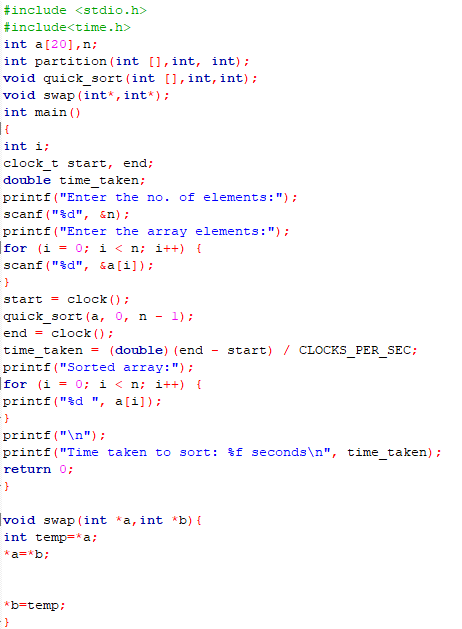 #include <stdio.h>
#include<time.h>
int a[20],n;
int partition(int [],int, int);
void quick_sort(int [],int,int);
void swap(int*,int*);
int main()
{
int i;
clock_t start, end;
double time_taken;
printf("Enter the no. of elements:");
scanf("%d", &n);
printf("Enter the array elements:");
for (i = 0; i < n; i++) {
scanf("%d", &a[i]);
}
start = clock();
quick_sort(a, 0, n - 1);
end = clock();
time_taken = (double)(end - start) / CLOCKS_PER_SEC;
printf("Sorted array:");
for (i = 0; i < n; i++) {
printf("%d ", a[i]);
}
printf("\n");
printf("Time taken to sort: %f seconds\n", time_taken);
return 0;
}
void swap(int *a,int *b){
int temp=*a;
*a=*b;
*b=temp;
}